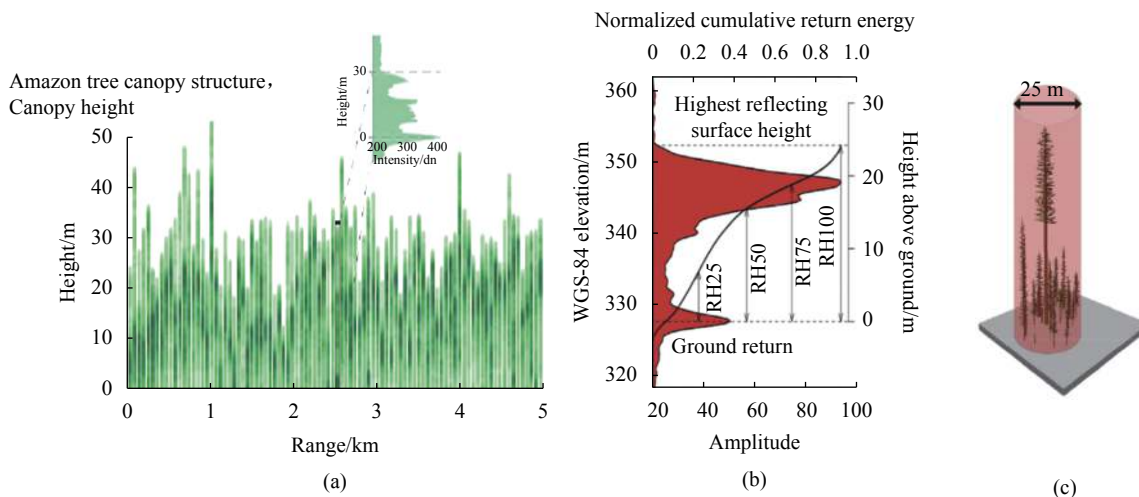 Amazon tree canopy structure,
Canopy height
Height/m
50
40
30
20
10
0
0
1
2
3
4
5
Range/km
(a)
Height/m
30
0
200
300
400
Intensity/dn
Normalized cumulative return energy
0
0.2
0.4
0.6
0.8
1.0
WGS-84 elevation/m
360
350
340
330
320
Highest reflecting
surface height
RH25
RH50
RH75
RH100
Ground return
30
20
10
0
Height above ground/m
20
40
60
80
100
Amplitude
(b)
25 m
(c)